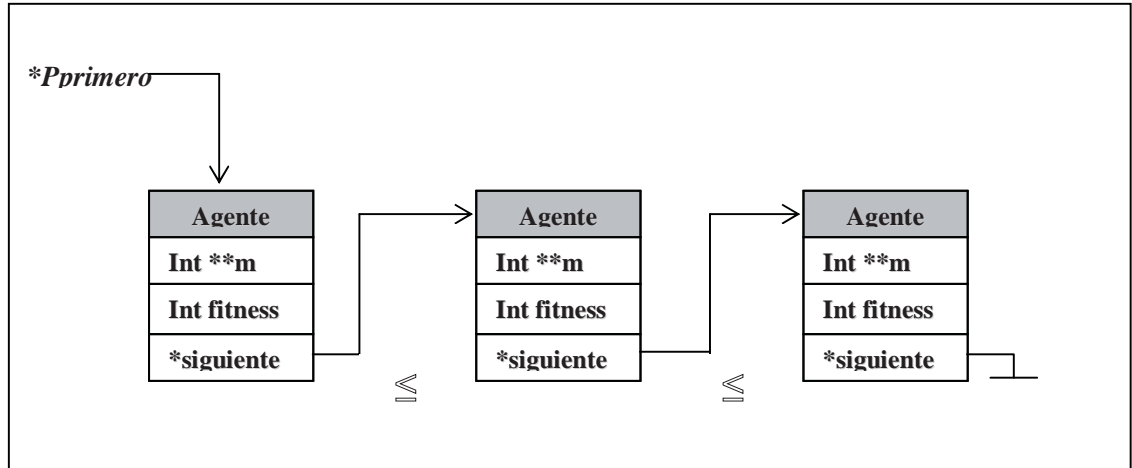 *Pprimero
Agente
Int **m
Int fitness
*siguiente
Agente
Int **m
Int fitness
*siguiente
Agente
Int **m
Int fitness
*siguiente
≤
≤